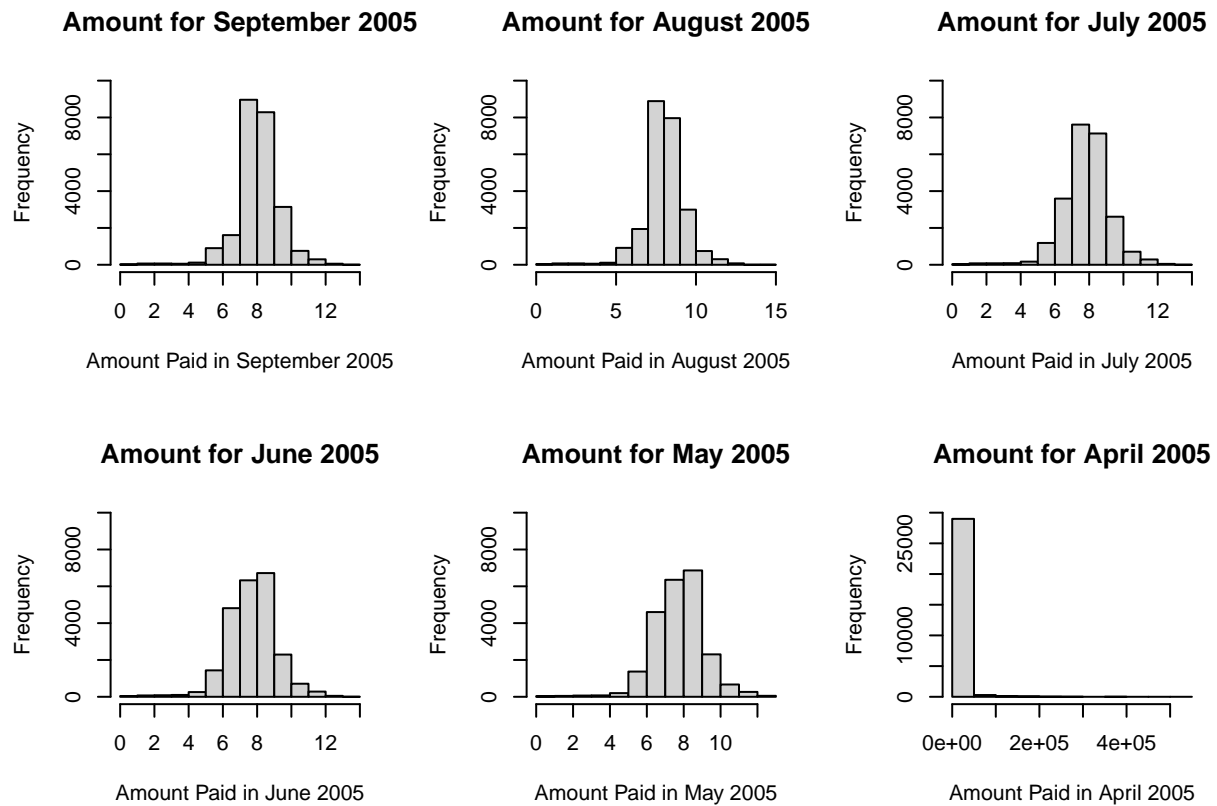 Amount for September 2005
Frequency
0 4000 8000
0 2 4 6 8 12
Amount Paid in September 2005
Amount for August 2005
Frequency
0 4000 8000
0 5 10 15
Amount Paid in August 2005
Amount for July 2005
Frequency
0 4000 8000
0 2 4 6 8 12
Amount Paid in July 2005
Amount for June 2005
Frequency
0 4000 8000
0 2 4 6 8 12
Amount Paid in June 2005
Amount for May 2005
Frequency
0 4000 8000
0 2 4 6 8 10
Amount Paid in May 2005
Amount for April 2005
Frequency
0 10000 25000
0e+00 2e+05 4e+05
Amount Paid in April 2005